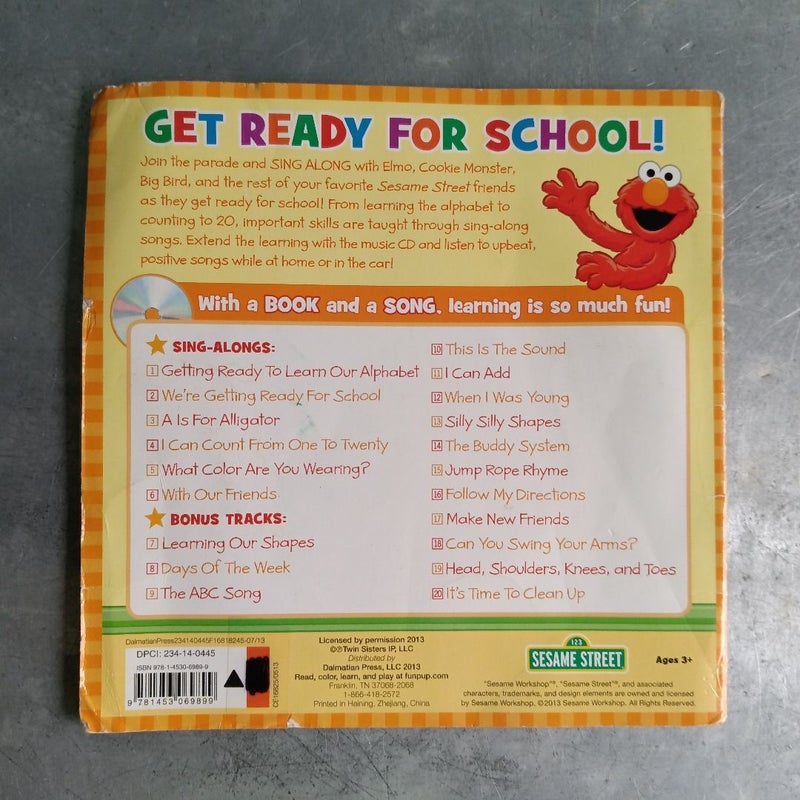 GET READY FOR SCHOOL!
Join the parade and SING ALONG with Elmo, Cookie Monster,
Big Bird, and the rest of your favorite Sesame Street friends
as they get ready for school! From learning the alphabet to
counting to 20, important skills are taught through sing-along
songs. Extend the learning with the music CD and listen to upbeat,
positive songs while at home or in the car!
With a BOOK and a SONG, learning is so much fun!
SING-ALONGS:
1 Getting Ready To Learn Our Alphabet
2 We're Getting Ready For School
3 A Is For Alligator
4 I Can Count From One To Twenty
5 What Color Are You Wearing?
6 With Our Friends
BONUS TRACKS:
7 Learning Our Shapes
8 Days Of The Week
9 The ABC Song
10 This Is The Sound
11 I Can Add
12 When I Was Young
13 Silly Silly Shapes
14 The Buddy System
15 Jump Rope Rhyme
16 Follow My Directions
17 Make New Friends
18 Can You Swing Your Arms?
19 Head, Shoulders, Knees, and Toes
20 It's Time To Clean Up
DalmatianPress234140445F16818245-07/13
DPCI: 234-14-0445
ISBN 978-1-4530-6989-9
9 781453 069899
CE16825/0613
Licensed by permission 2013
©℗Twin Sisters IP, LLC
Distributed by
Dalmatian Press, LLC 2013
Read, color, learn, and play at funpup.com
Franklin, TN 37068-2068
1-866-418-2572
Printed in Haining, Zhejiang, China
123
SESAME STREET
Ages 3+
"Sesame Workshop"®, "Sesame Street"®, and associated
characters, trademarks, and design elements are owned and licensed
by Sesame Workshop. ©2013 Sesame Workshop. All Rights Reserved.